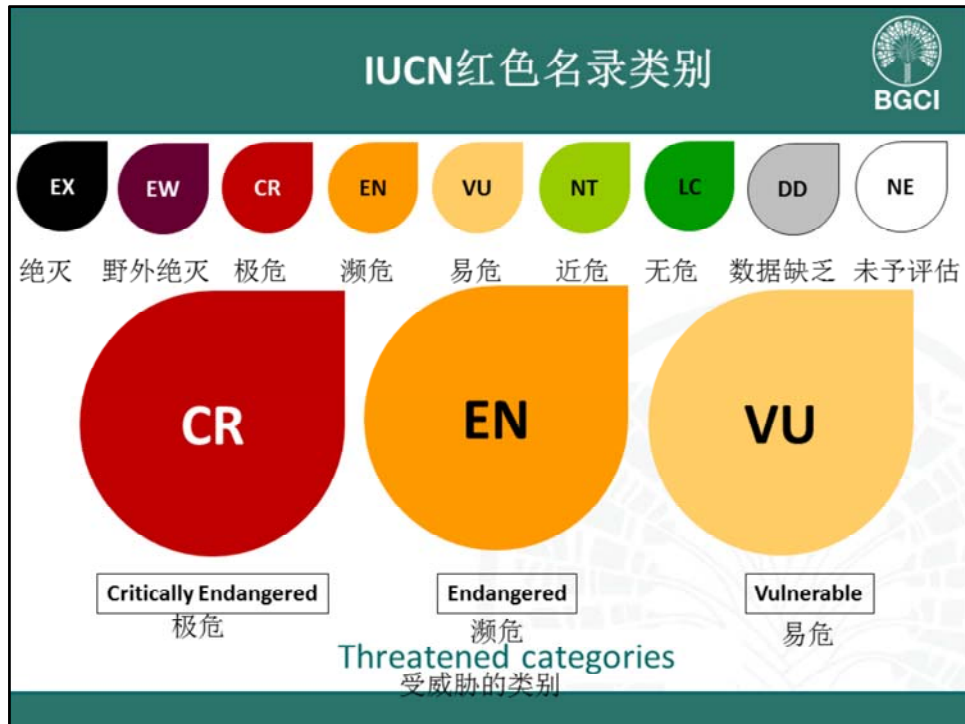 IUCN红色名录类别
BGCI
EX EW CR EN VU NT LC DD NE
绝灭 野外绝灭 极危 濒危 易危 近危 无危 数据缺乏 未予评估
CR EN VU
Critically Endangered Endangered Vulnerable
极危 濒危 易危
Threatened categories
受威胁的类别